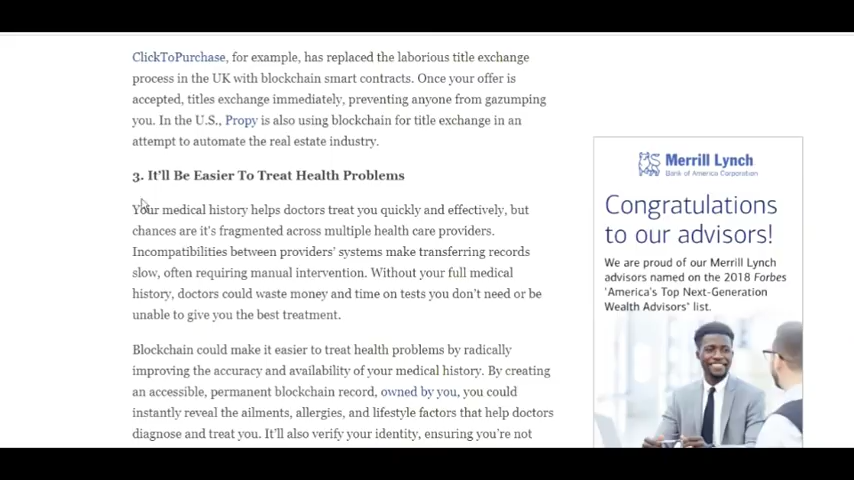 ClickToPurchase, for example, has replaced the laborious title exchange
process in the UK with blockchain smart contracts. Once your offer is
accepted, titles exchange immediately, preventing anyone from gazumping
you. In the U.S., Propy is also using blockchain for title exchange in an
attempt to automate the real estate industry.
3. It'll Be Easier To Treat Health Problems
Your medical history helps doctors treat you quickly and effectively, but
chances are it's fragmented across multiple health care providers.
Incompatibilities between providers' systems make transferring records
slow, often requiring manual intervention. Without your full medical
history, doctors could waste money and time on tests you don't need or be
unable to give you the best treatment.
Blockchain could make it easier to treat health problems by radically
improving the accuracy and availability of your medical history. By creating
an accessible, permanent blockchain record, owned by you, you could
instantly reveal the ailments, allergies, and lifestyle factors that help doctors
diagnose and treat you. It'll also verify your identity, ensuring you're not
Merrill Lynch
Bank of America Corporation
Congratulations
to our advisors!
We are proud of our Merrill Lynch
advisors named on the 2018 Forbes
'America's Top Next-Generation
Wealth Advisors' list.